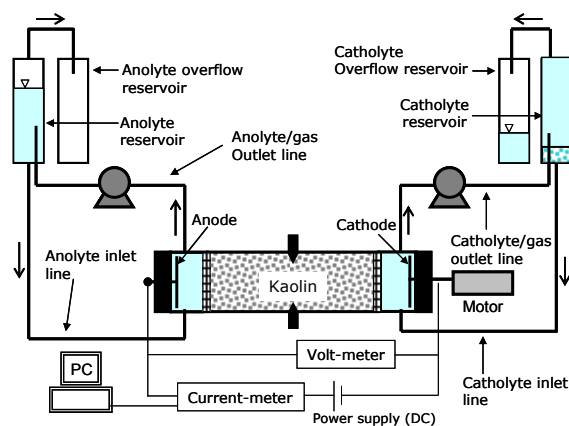 Anolyte overflow
reservoir
Anolyte
reservoir
Catholyte
Overflow reservoir
Catholyte
reservoir
Anolyte/gas
Outlet line
Anode
Cathode
Anolyte inlet
line
Kaolin
Catholyte/gas
outlet line
Motor
Volt-meter
PC
Current-meter
Power supply (DC)
Catholyte inlet
line